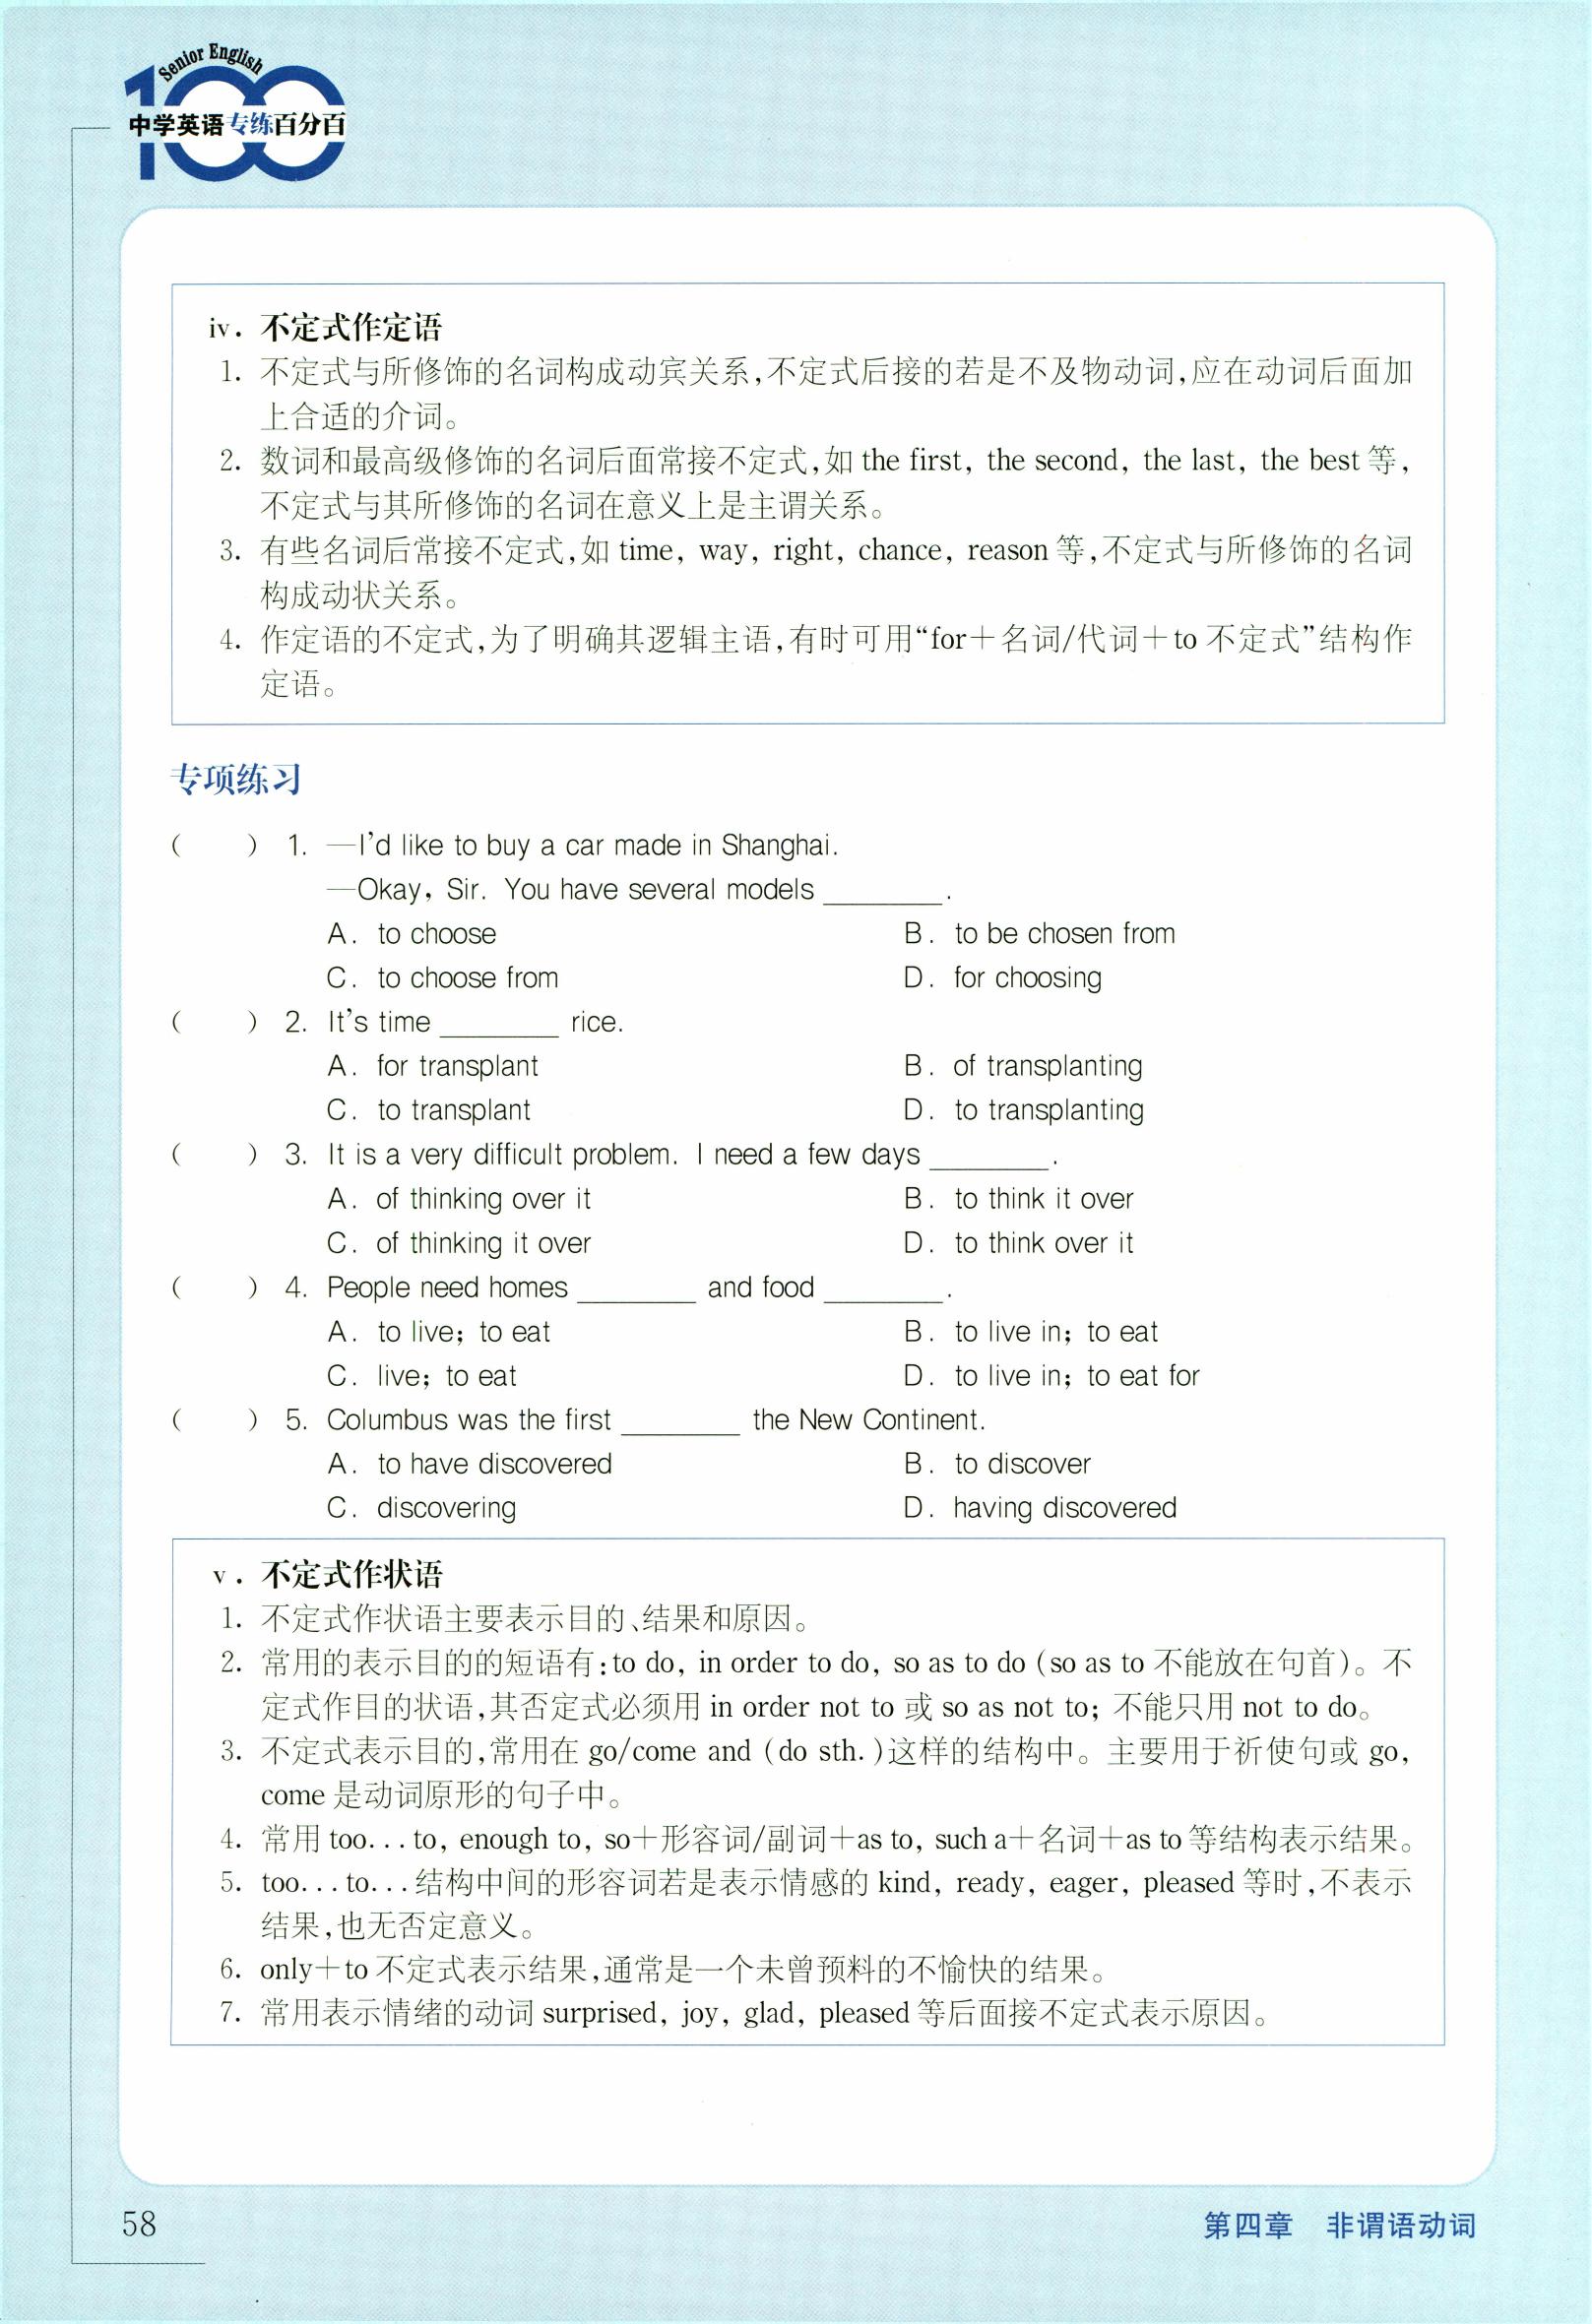 Senior English
100
中学英语专练百分百
iv. 不定式作定语
1. 不定式与所修饰的名词构成动宾关系,不定式后接的若是不及物动词,应在动词后面加
上合适的介词。
2. 数词和最高级修饰的名词后面常接不定式,如 the first, the second, the last, the best 等,
不定式与其所修饰的名词在意义上是主谓关系。
3. 有些名词后常接不定式,如 time, way, right, chance, reason 等,不定式与所修饰的名词
构成动状关系。
4. 作定语的不定式,为了明确其逻辑主语,有时可用“for+名词/代词+to 不定式”结构作
定语。
专项练习
(   ) 1. —I'd like to buy a car made in Shanghai.
—Okay, Sir. You have several models ________.
A. to choose B. to be chosen from
C. to choose from D. for choosing
(   ) 2. It's time ________ rice.
A. for transplant B. of transplanting
C. to transplant D. to transplanting
(   ) 3. It is a very difficult problem. I need a few days ________.
A. of thinking over it B. to think it over
C. of thinking it over D. to think over it
(   ) 4. People need homes ________ and food ________.
A. to live; to eat B. to live in; to eat
C. live; to eat D. to live in; to eat for
(   ) 5. Columbus was the first ________ the New Continent.
A. to have discovered B. to discover
C. discovering D. having discovered
v. 不定式作状语
1. 不定式作状语主要表示目的、结果和原因。
2. 常用的表示目的的短语有:to do, in order to do, so as to do (so as to 不能放在句首)。不
定式作目的状语,其否定式必须用 in order not to 或 so as not to; 不能只用 not to do。
3. 不定式表示目的,常用在 go/come and (do sth.)这样的结构中。主要用于祈使句或 go,
come 是动词原形的句子中。
4. 常用 too...to, enough to, so+形容词/副词+as to, such a+名词+as to 等结构表示结果。
5. too...to...结构中间的形容词若是表示情感的 kind, ready, eager, pleased 等时,不表示
结果,也无否定意义。
6. only+to 不定式表示结果,通常是一个未曾预料的不愉快的结果。
7. 常用表示情绪的动词 surprised, joy, glad, pleased 等后面接不定式表示原因。
58
第四章 非谓语动词